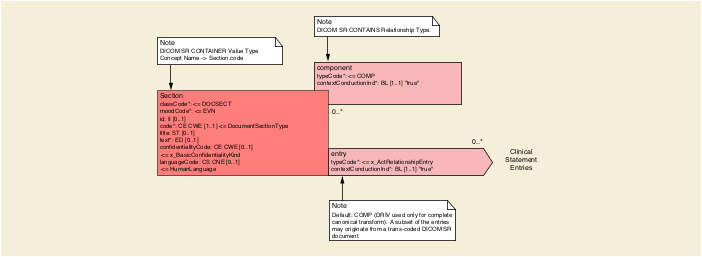 Note
DICOM SR CONTAINS Relationship Type.
Note
DICOM SR CONTAINER Value Type
Concept Name -> Section.code
component
typeCode*: <= COMP
contextConductionInd*: BL [1..1] "true"
Section
classCode*: <= DOCSECT
moodCode*: <= EVN
id: II [0..1]
code*: CE CWE [1..1] <= DocumentSectionType
title: ST [0..1]
text*: ED [0..1]
confidentialityCode: CE CWE [0..1]
<= x_BasicConfidentialityKind
languageCode: CS CNE [0..1]
<= HumanLanguage
0..*
0..*
entry
typeCode*: <= x_ActRelationshipEntry
contextConductionInd*: BL [1..1] "true"
Clinical
Statement
Entries
Note
Default: COMP (DRIV used only for complete
canonical transform). A subset of the entries
may originate from a trans-coded DICOM SR
document.